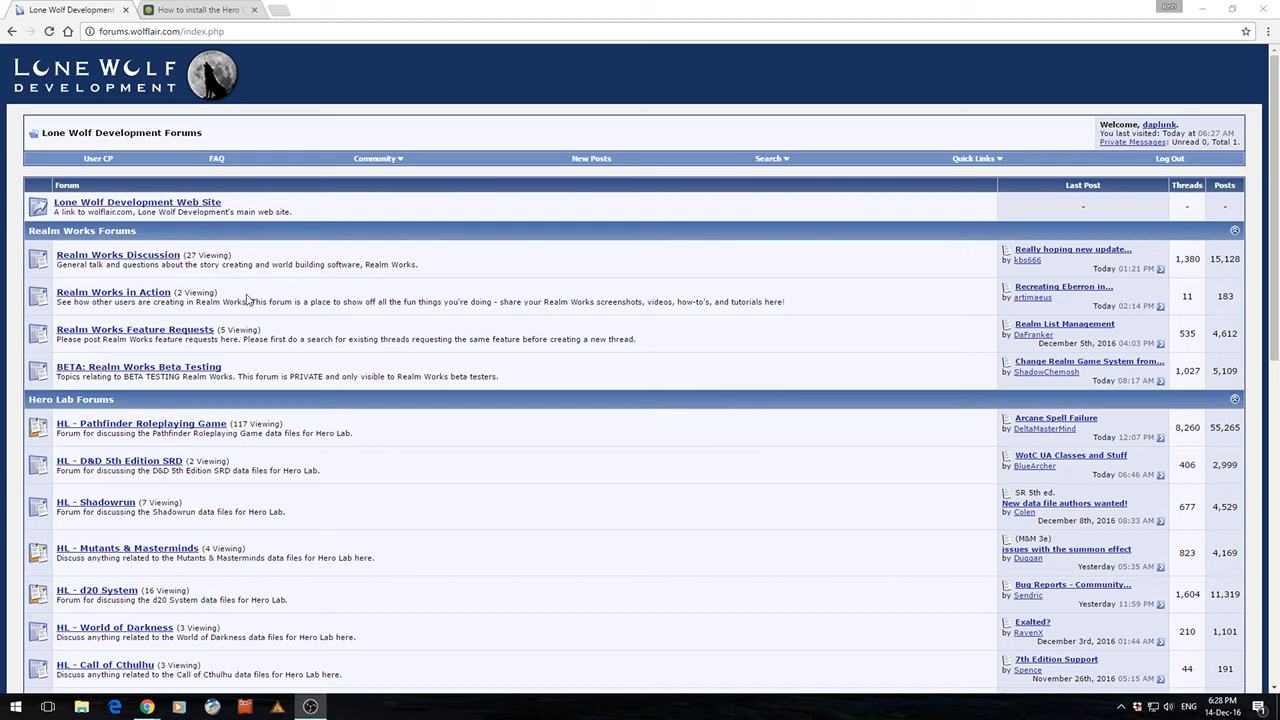 Lone Wolf Development
How to install the Hero L
Josh
forums.wolflair.com/index.php
LONE WOLF
DEVELOPMENT
Lone Wolf Development Forums
Welcome, daplunk.
You last visited: Today at 06:27 AM
Private Messages: Unread 0, Total 1.
User CP FAQ Community New Posts Search Quick Links Log Out
Forum Last Post Threads Posts
Lone Wolf Development Web Site
A link to wolflair.com, Lone Wolf Development's main web site.
- - -
Realm Works Forums
Realm Works Discussion (27 Viewing)
General talk and questions about the story creating and world building software, Realm Works.
Really hoping new update...
by kbs666
Today 01:21 PM
1,380 15,128
Realm Works in Action (2 Viewing)
See how other users are creating in Realm Works. This forum is a place to show off all the fun things you're doing - share your Realm Works screenshots, videos, how-to's, and tutorials here!
Recreating Eberron in...
by artimaeus
Today 02:14 PM
11 183
Realm Works Feature Requests (5 Viewing)
Please post Realm Works feature requests here. Please first do a search for existing threads requesting the same feature before creating a new thread.
Realm List Management
by DaFranker
December 5th, 2016 04:03 PM
535 4,612
BETA: Realm Works Beta Testing
Topics relating to BETA TESTING Realm Works. This forum is PRIVATE and only visible to Realm Works beta testers.
Change Realm Game System from...
by ShadowChemosh
Today 08:17 AM
1,027 5,109
Hero Lab Forums
HL - Pathfinder Roleplaying Game (117 Viewing)
Forum for discussing the Pathfinder Roleplaying Game data files for Hero Lab.
Arcane Spell Failure
by DeltaMasterMind
Today 12:07 PM
8,260 55,265
HL - D&D 5th Edition SRD (2 Viewing)
Forum for discussing the D&D 5th Edition SRD data files for Hero Lab.
WotC UA Classes and Stuff
by BlueArcher
Today 06:46 AM
406 2,999
HL - Shadowrun (7 Viewing)
Forum for discussing the Shadowrun data files for Hero Lab.
SR 5th ed.
New data file authors wanted!
by Colen
December 8th, 2016 08:33 AM
677 4,529
HL - Mutants & Masterminds (4 Viewing)
Discuss anything related to the Mutants & Masterminds data files for Hero Lab here.
(M&M 3e)
issues with the summon effect
by Duggan
Yesterday 05:35 AM
823 4,169
HL - d20 System (16 Viewing)
Forum for discussing the d20 System data files for Hero Lab.
Bug Reports - Community...
by Sendric
Yesterday 11:59 PM
1,604 11,319
HL - World of Darkness (3 Viewing)
Discuss anything related to the World of Darkness data files for Hero Lab here.
Exalted?
by RavenX
December 3rd, 2016 01:44 AM
210 1,101
HL - Call of Cthulhu (3 Viewing)
Discuss anything related to the Call of Cthulhu data files for Hero Lab here.
7th Edition Support
by Spence
November 26th, 2016 05:15 AM
44 191
ENG
6:28 PM
14-Dec-16